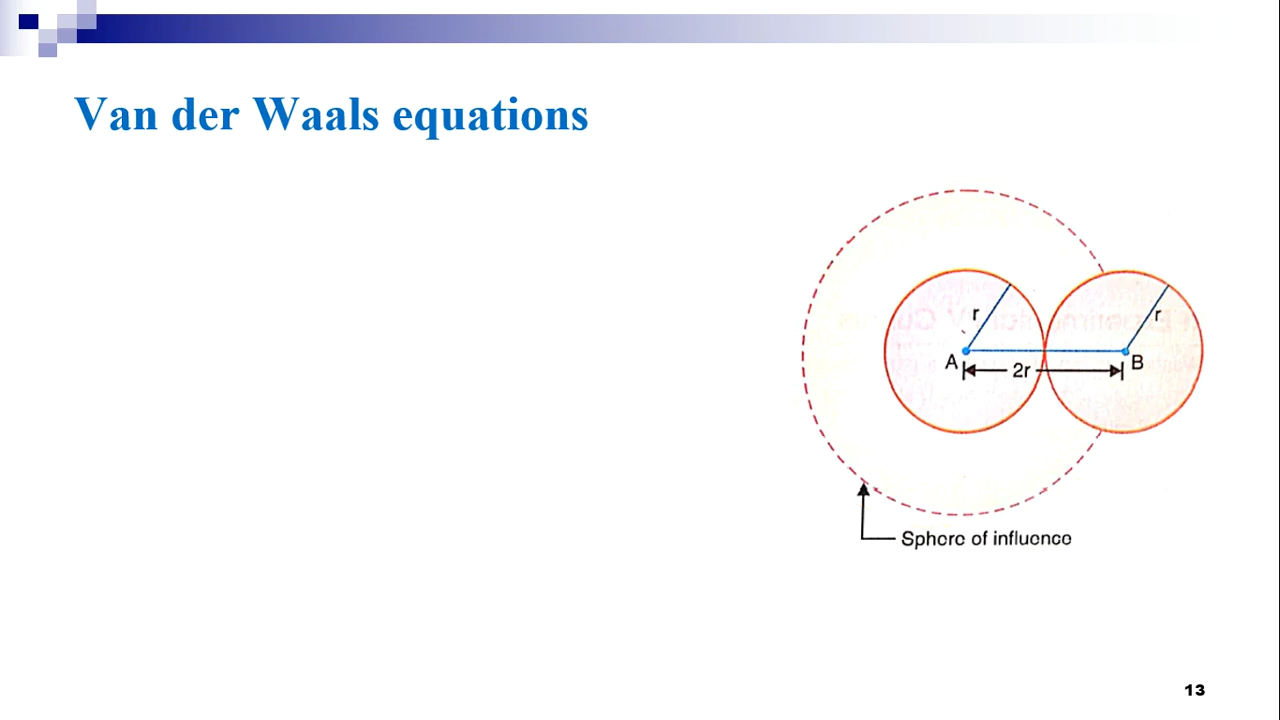 Van der Waals equations
r
r
A
B
2r
Sphere of influence
13